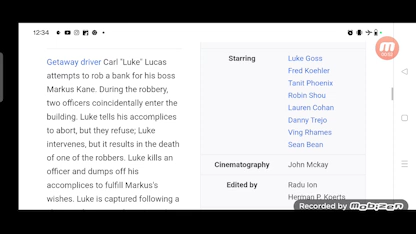 12:34
Getaway driver Carl "Luke" Lucas
attempts to rob a bank for his boss
Markus Kane. During the robbery,
two officers coincidentally enter the
building. Luke tells his accomplices
to abort, but they refuse; Luke
intervenes, but it results in the death
of one of the robbers. Luke kills an
officer and dumps off his
accomplices to fulfill Markus's
wishes. Luke is captured following a
Starring
Luke Goss
Fred Koehler
Tanit Phoenix
Robin Shou
Lauren Cohan
Danny Trejo
Ving Rhames
Sean Bean
Cinematography
John Mckay
Edited by
Radu Ion
Herman P. Koerts
Recorded by Mobizen